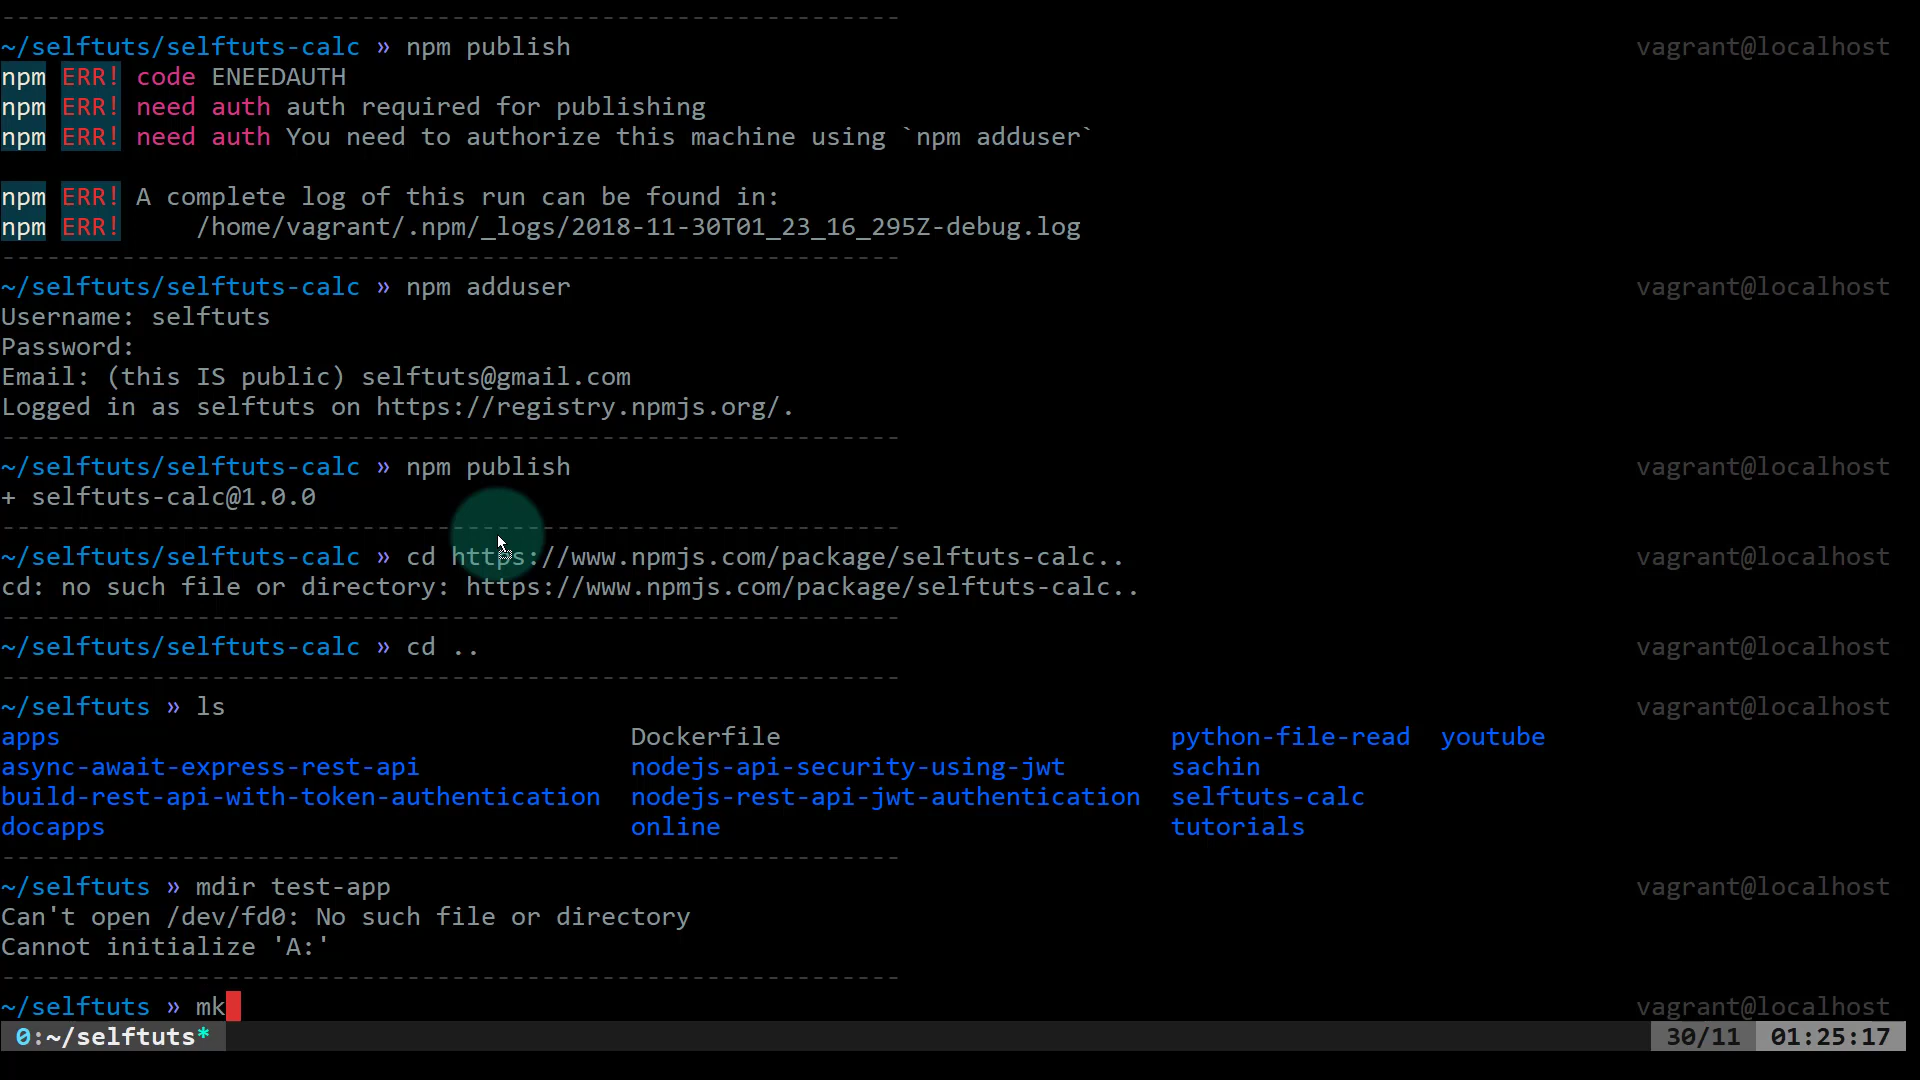 ------------------------------------------------------------
~/selftuts/selftuts-calc » npm publish vagrant@localhost
npm ERR! code ENEEDAUTH
npm ERR! need auth auth required for publishing
npm ERR! need auth You need to authorize this machine using `npm adduser`
npm ERR! A complete log of this run can be found in:
npm ERR!     /home/vagrant/.npm/_logs/2018-11-30T01_23_16_295Z-debug.log
------------------------------------------------------------
~/selftuts/selftuts-calc » npm adduser vagrant@localhost
Username: selftuts
Password:
Email: (this IS public) selftuts@gmail.com
Logged in as selftuts on https://registry.npmjs.org/.
------------------------------------------------------------
~/selftuts/selftuts-calc » npm publish vagrant@localhost
+ selftuts-calc@1.0.0
------------------------------------------------------------
~/selftuts/selftuts-calc » cd https://www.npmjs.com/package/selftuts-calc.. vagrant@localhost
cd: no such file or directory: https://www.npmjs.com/package/selftuts-calc..
------------------------------------------------------------
~/selftuts/selftuts-calc » cd .. vagrant@localhost
------------------------------------------------------------
~/selftuts » ls vagrant@localhost
apps Dockerfile python-file-read youtube
async-await-express-rest-api nodejs-api-security-using-jwt sachin
build-rest-api-with-token-authentication nodejs-rest-api-jwt-authentication selftuts-calc
docapps online tutorials
------------------------------------------------------------
~/selftuts » mdir test-app vagrant@localhost
Can't open /dev/fd0: No such file or directory
Cannot initialize 'A:'
------------------------------------------------------------
~/selftuts » mk vagrant@localhost
0:~/selftuts* 30/11 01:25:17